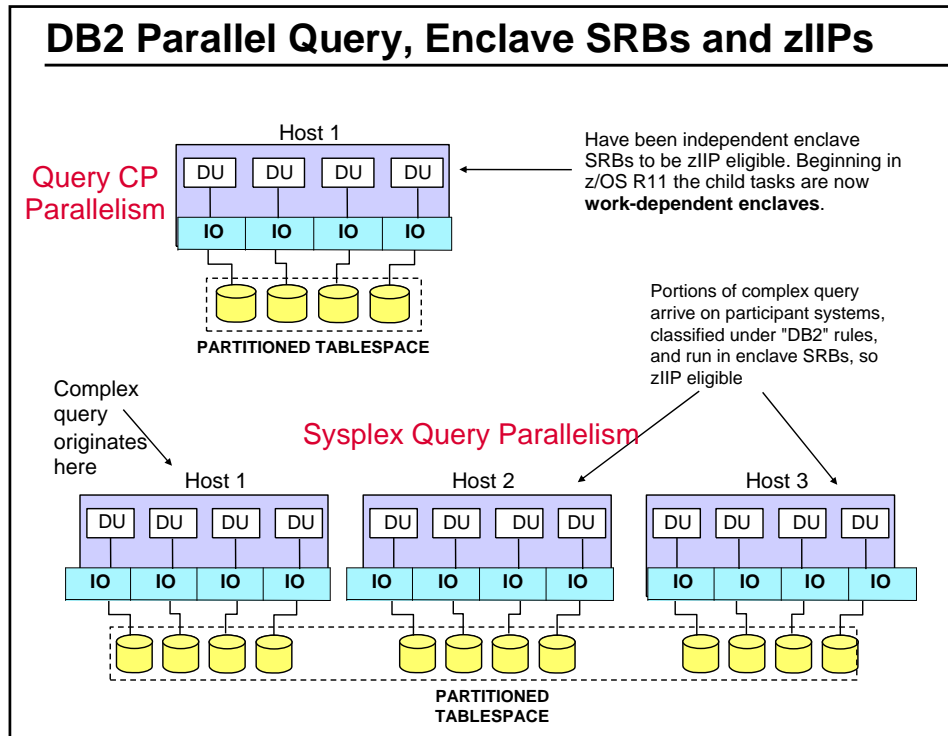 DB2 Parallel Query, Enclave SRBs and zIIPs
Host 1
Query CP
Parallelism
DU DU DU DU
IO IO IO IO
PARTITIONED TABLESPACE
Have been independent enclave
SRBs to be zIIP eligible. Beginning in
z/OS R11 the child tasks are now
work-dependent enclaves.
Portions of complex query
arrive on participant systems,
classified under "DB2" rules,
and run in enclave SRBs, so
zIIP eligible
Complex
query
originates
here
Sysplex Query Parallelism
Host 1
Host 2
Host 3
DU DU DU DU
DU DU DU DU
DU DU DU DU
IO IO IO IO
IO IO IO IO
IO IO IO IO
PARTITIONED
TABLESPACE